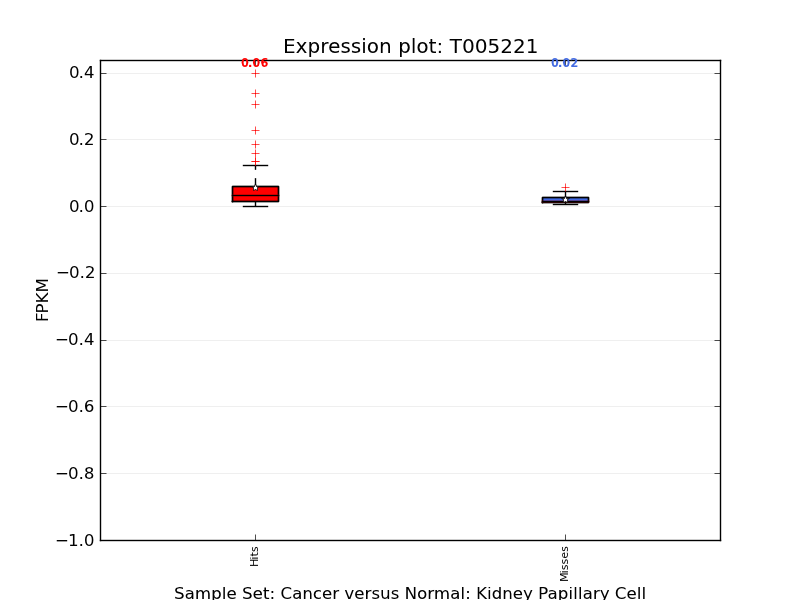 Expression plot: T005221
0.06
0.02
0.4
0.2
0.0
−0.2
−0.4
−0.6
−0.8
−1.0
FPKM
Hits
Misses
Sample Set: Cancer versus Normal: Kidney Papillary Cell